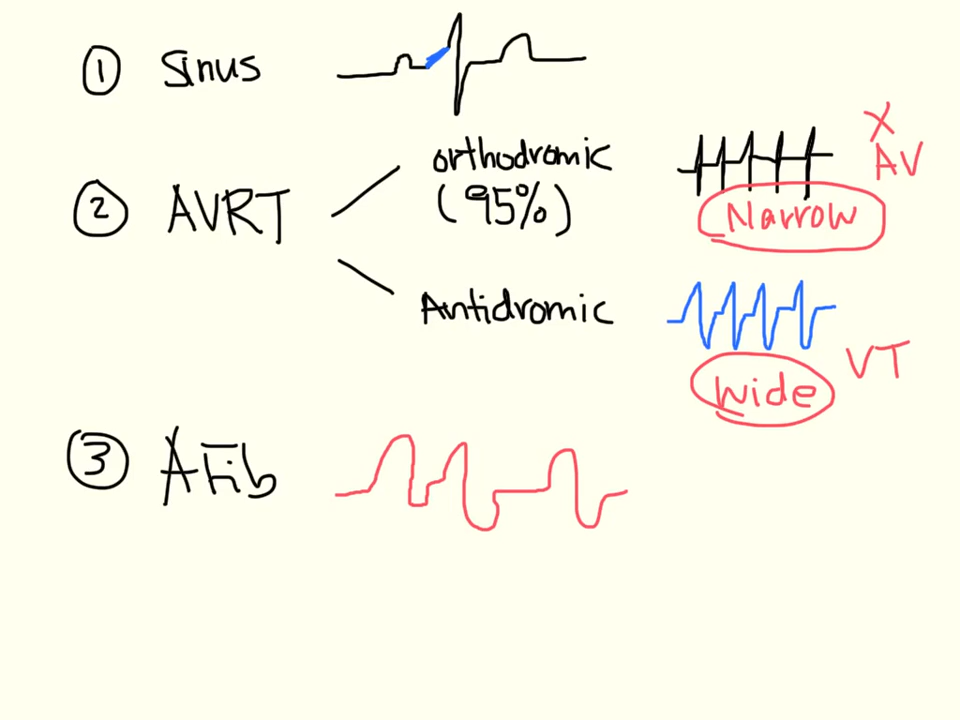 ① Sinus
② AVRT
orthodromic
(95%)
X
AV
Narrow
Antidromic
VT
Wide
③ AFib